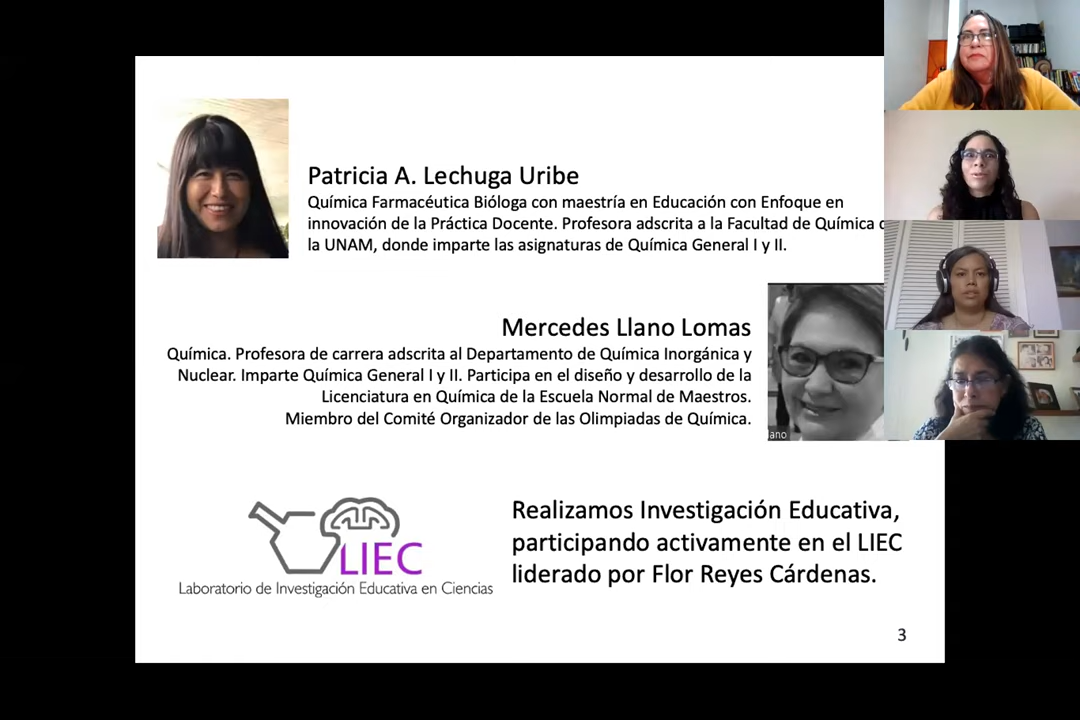 Patricia A. Lechuga Uribe
Química Farmacéutica Bióloga con maestría en Educación con Enfoque en
innovación de la Práctica Docente. Profesora adscrita a la Facultad de Química
la UNAM, donde imparte las asignaturas de Química General I y II.
Mercedes Llano Lomas
Química. Profesora de carrera adscrita al Departamento de Química Inorgánica y
Nuclear. Imparte Química General I y II. Participa en el diseño y desarrollo de la
Licenciatura en Química de la Escuela Normal de Maestros.
Miembro del Comité Organizador de las Olimpiadas de Química.
lano
LIEC
Laboratorio de Investigación Educativa en Ciencias
Realizamos Investigación Educativa,
participando activamente en el LIEC
liderado por Flor Reyes Cárdenas.
3